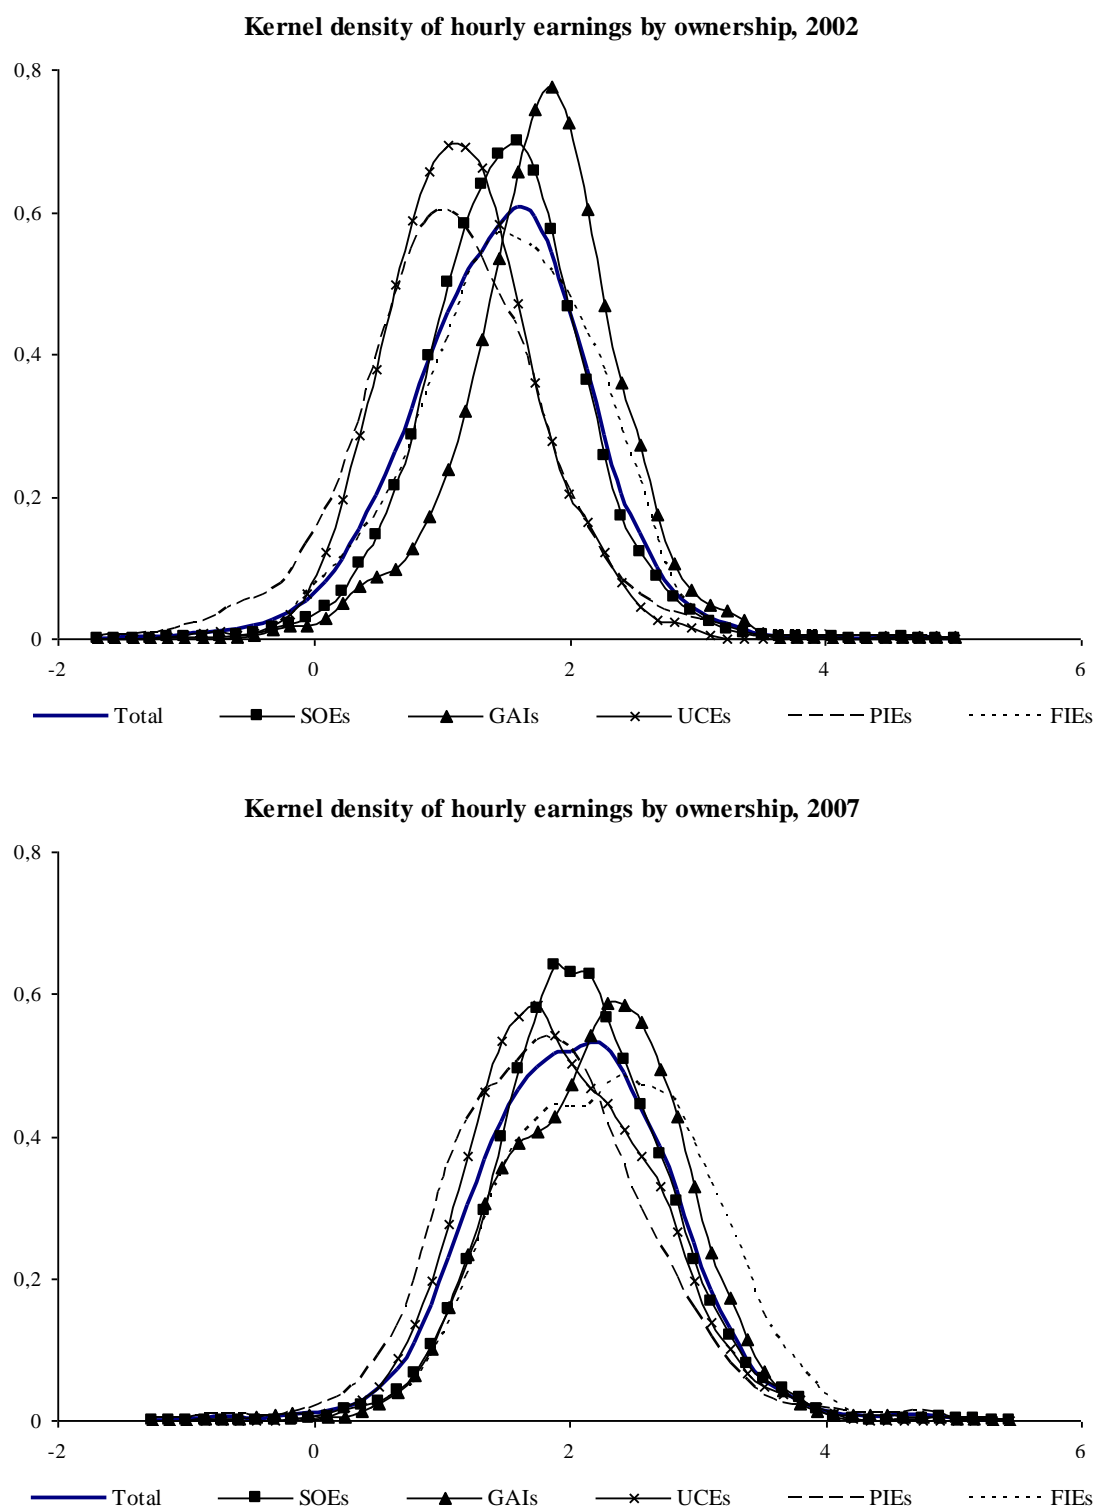 Kernel density of hourly earnings by ownership, 2002
0,8
0,6
0,4
0,2
0
-2 0 2 4 6
Total SOEs GAIs UCEs PIEs FIEs
Kernel density of hourly earnings by ownership, 2007
0,8
0,6
0,4
0,2
0
-2 0 2 4 6
Total SOEs GAIs UCEs PIEs FIEs